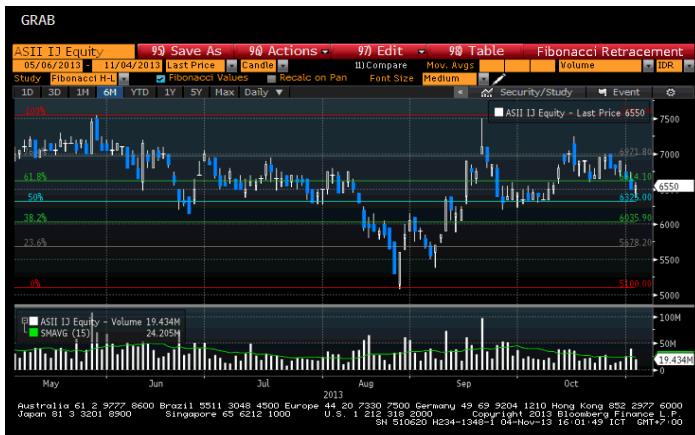 GRAB
ASII IJ Equity 95) Save As 96) Actions 97) Edit 98) Table Fibonacci Retracement
05/06/2013 - 11/04/2013 Last Price Candle 11) Compare Mov. Avgs Volume IDR
Study Fibonacci H-L Fibonacci Values Recalc on Pan Font Size Medium
1D 3D 1M 6M YTD 1Y 5Y Max Daily « Security/Study Event
100%
ASII IJ Equity - Last Price 6550
7500
6971.80
7000
61.8%
6550
50% 6325.00
38.2% 6035.90
6000
23.6% 5678.20
5500
0% 5100.00
5000
ASII IJ Equity - Volume 19.434M
SMAVG (15) 24.205M
100M
50M
19.434M
0
May Jun Jul Aug Sep Oct
2013
Australia 61 2 9777 8600 Brazil 5511 3048 4500 Europe 44 20 7330 7500 Germany 49 69 9204 1210 Hong Kong 852 2977 6000
Japan 81 3 3201 8900 Singapore 65 6212 1000 U.S. 1 212 318 2000 Copyright 2013 Bloomberg Finance L.P.
SN 510620 H234-1348-1 04-Nov-13 16:01:49 ICT GMT+7:00